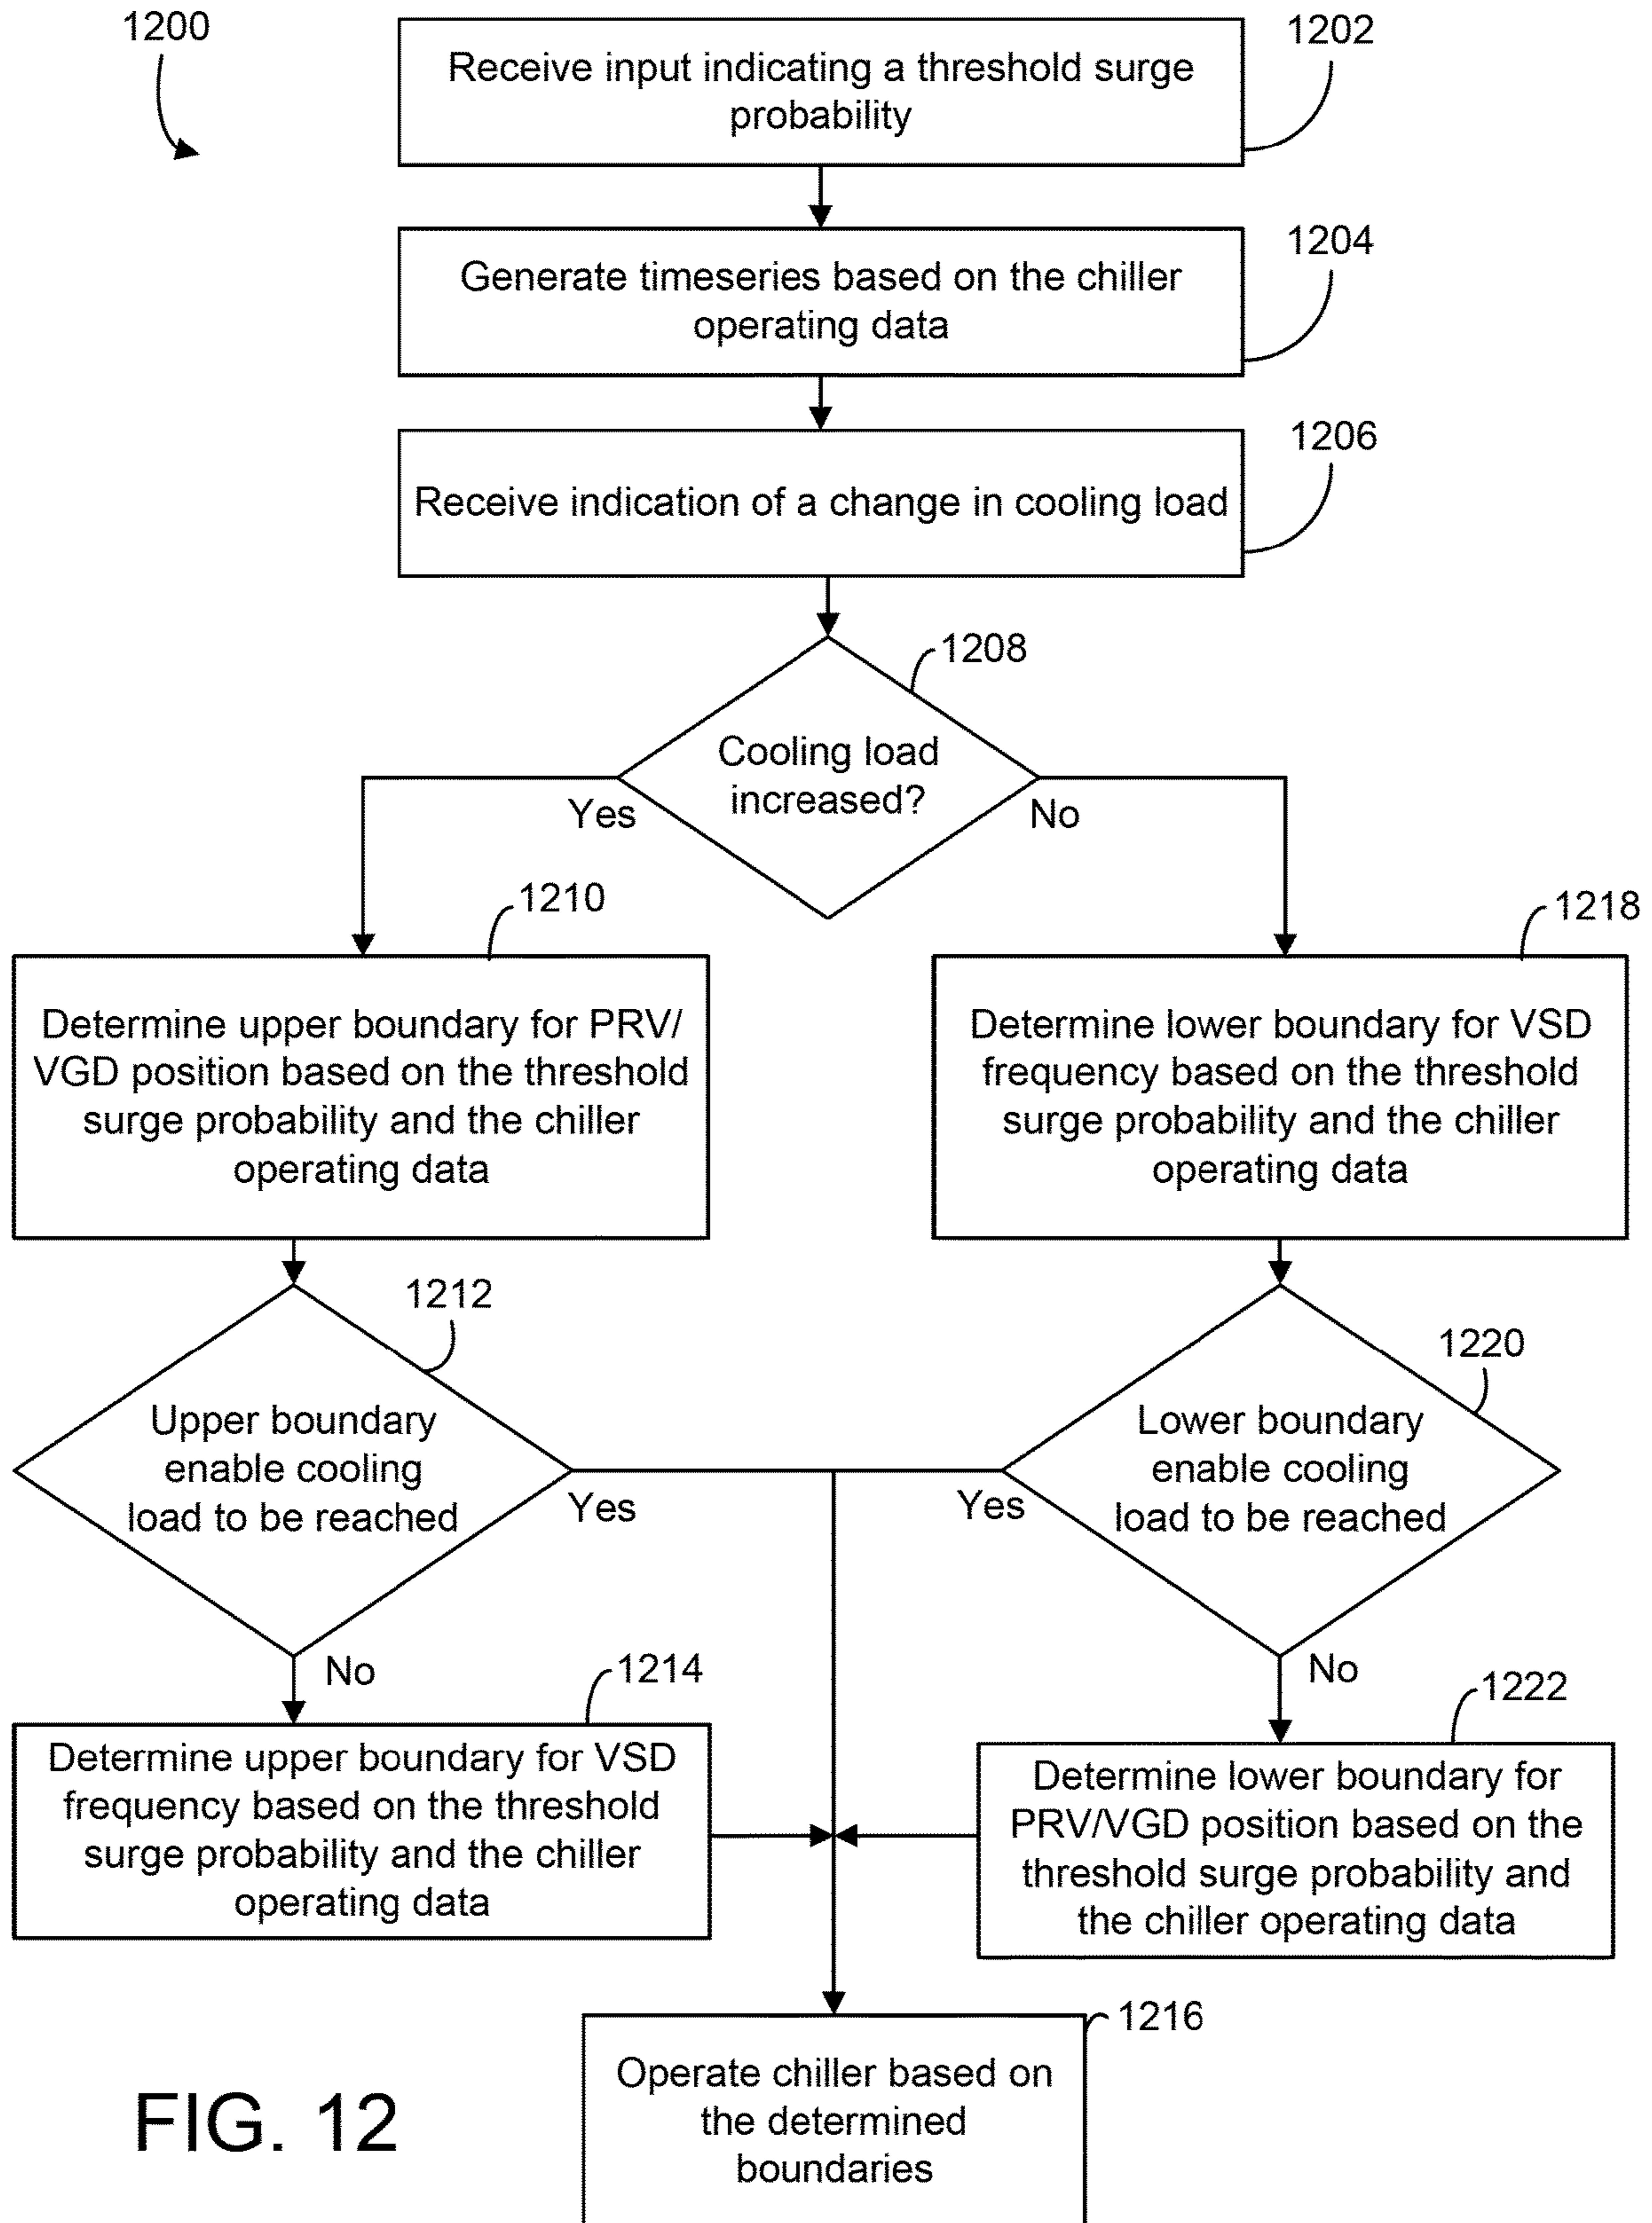 1200
1202
Receive input indicating a threshold surge
probability
1204
Generate timeseries based on the chiller
operating data
1206
Receive indication of a change in cooling load
1208
Cooling load
increased?
Yes
No
1210
Determine upper boundary for PRV/
VGD position based on the threshold
surge probability and the chiller
operating data
1218
Determine lower boundary for VSD
frequency based on the threshold
surge probability and the chiller
operating data
1212
Upper boundary
enable cooling
load to be reached
Yes
No
1220
Lower boundary
enable cooling
load to be reached
Yes
No
1214
Determine upper boundary for VSD
frequency based on the threshold
surge probability and the chiller
operating data
1222
Determine lower boundary for
PRV/VGD position based on the
threshold surge probability and
the chiller operating data
1216
Operate chiller based on
the determined
boundaries
FIG. 12